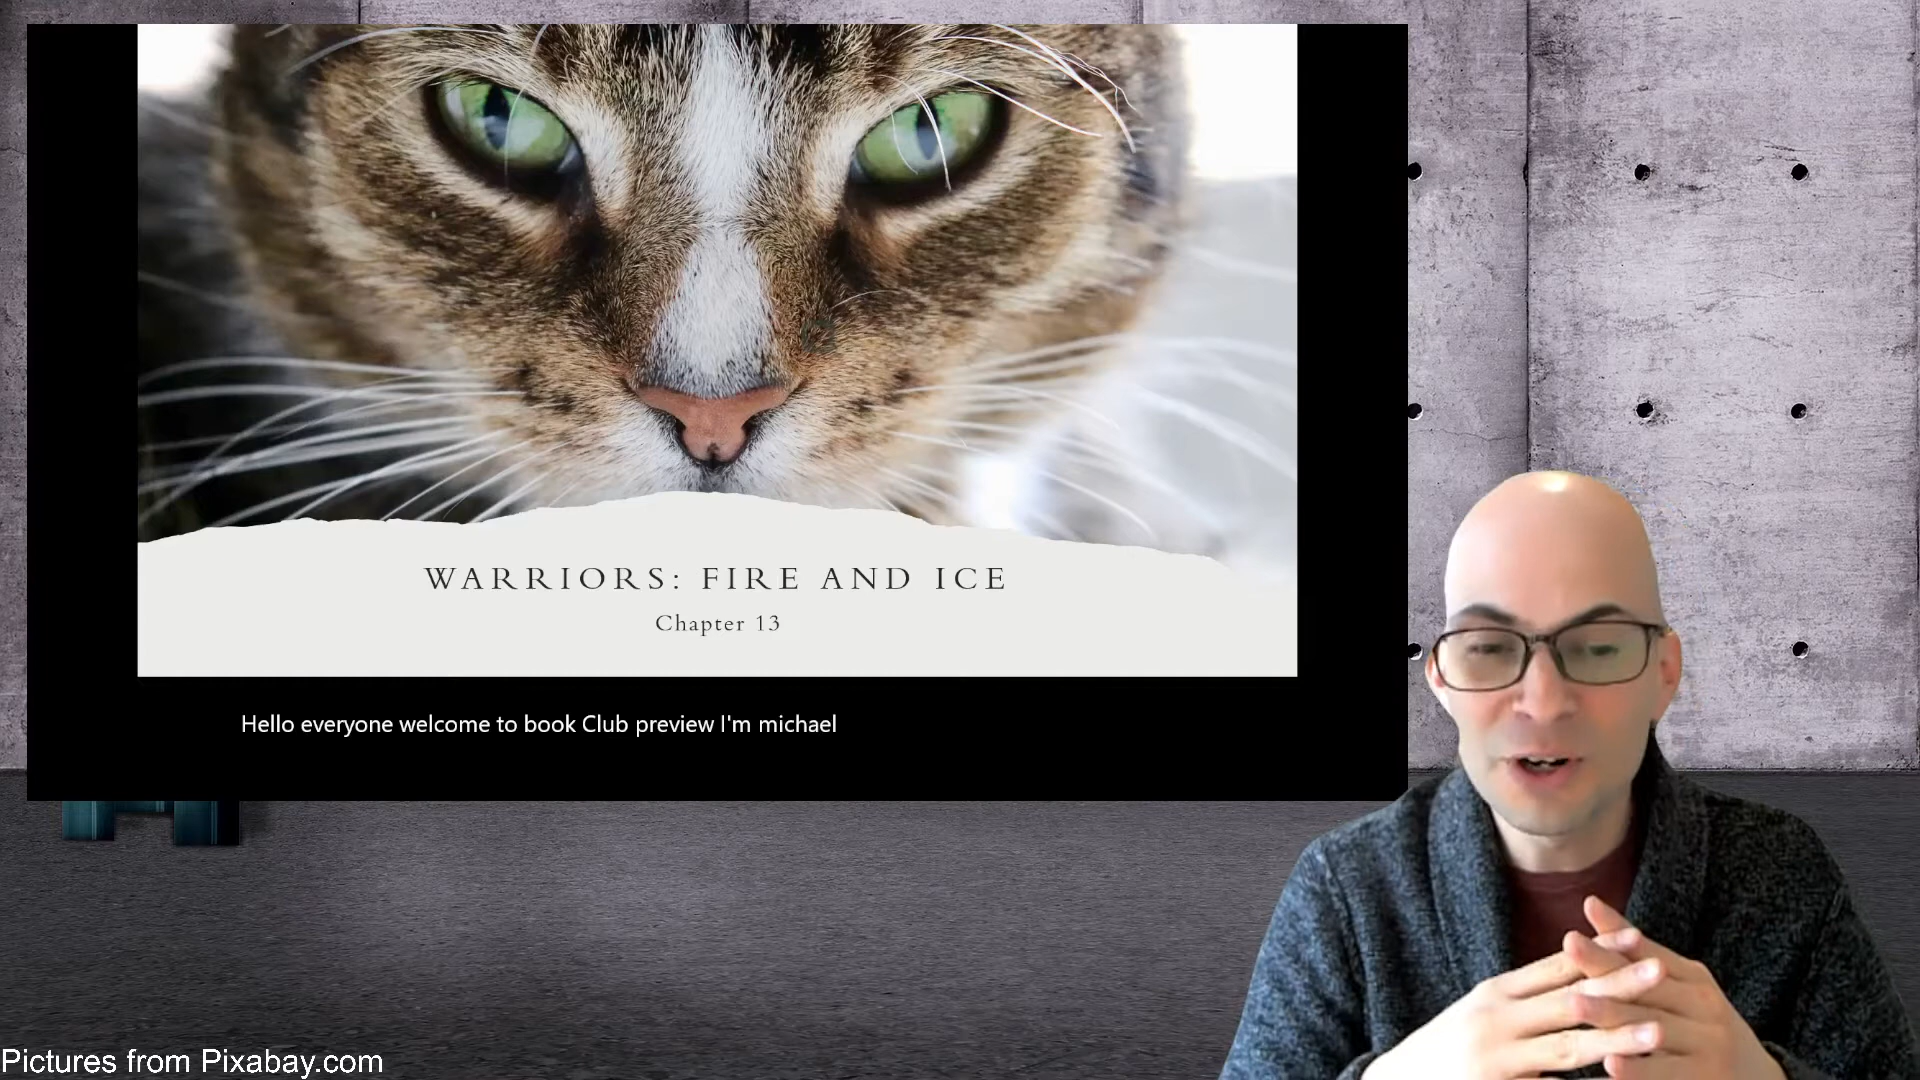 WARRIORS: FIRE AND ICE
Chapter 13
Hello everyone welcome to book Club preview I'm michael
Pictures from Pixabay.com